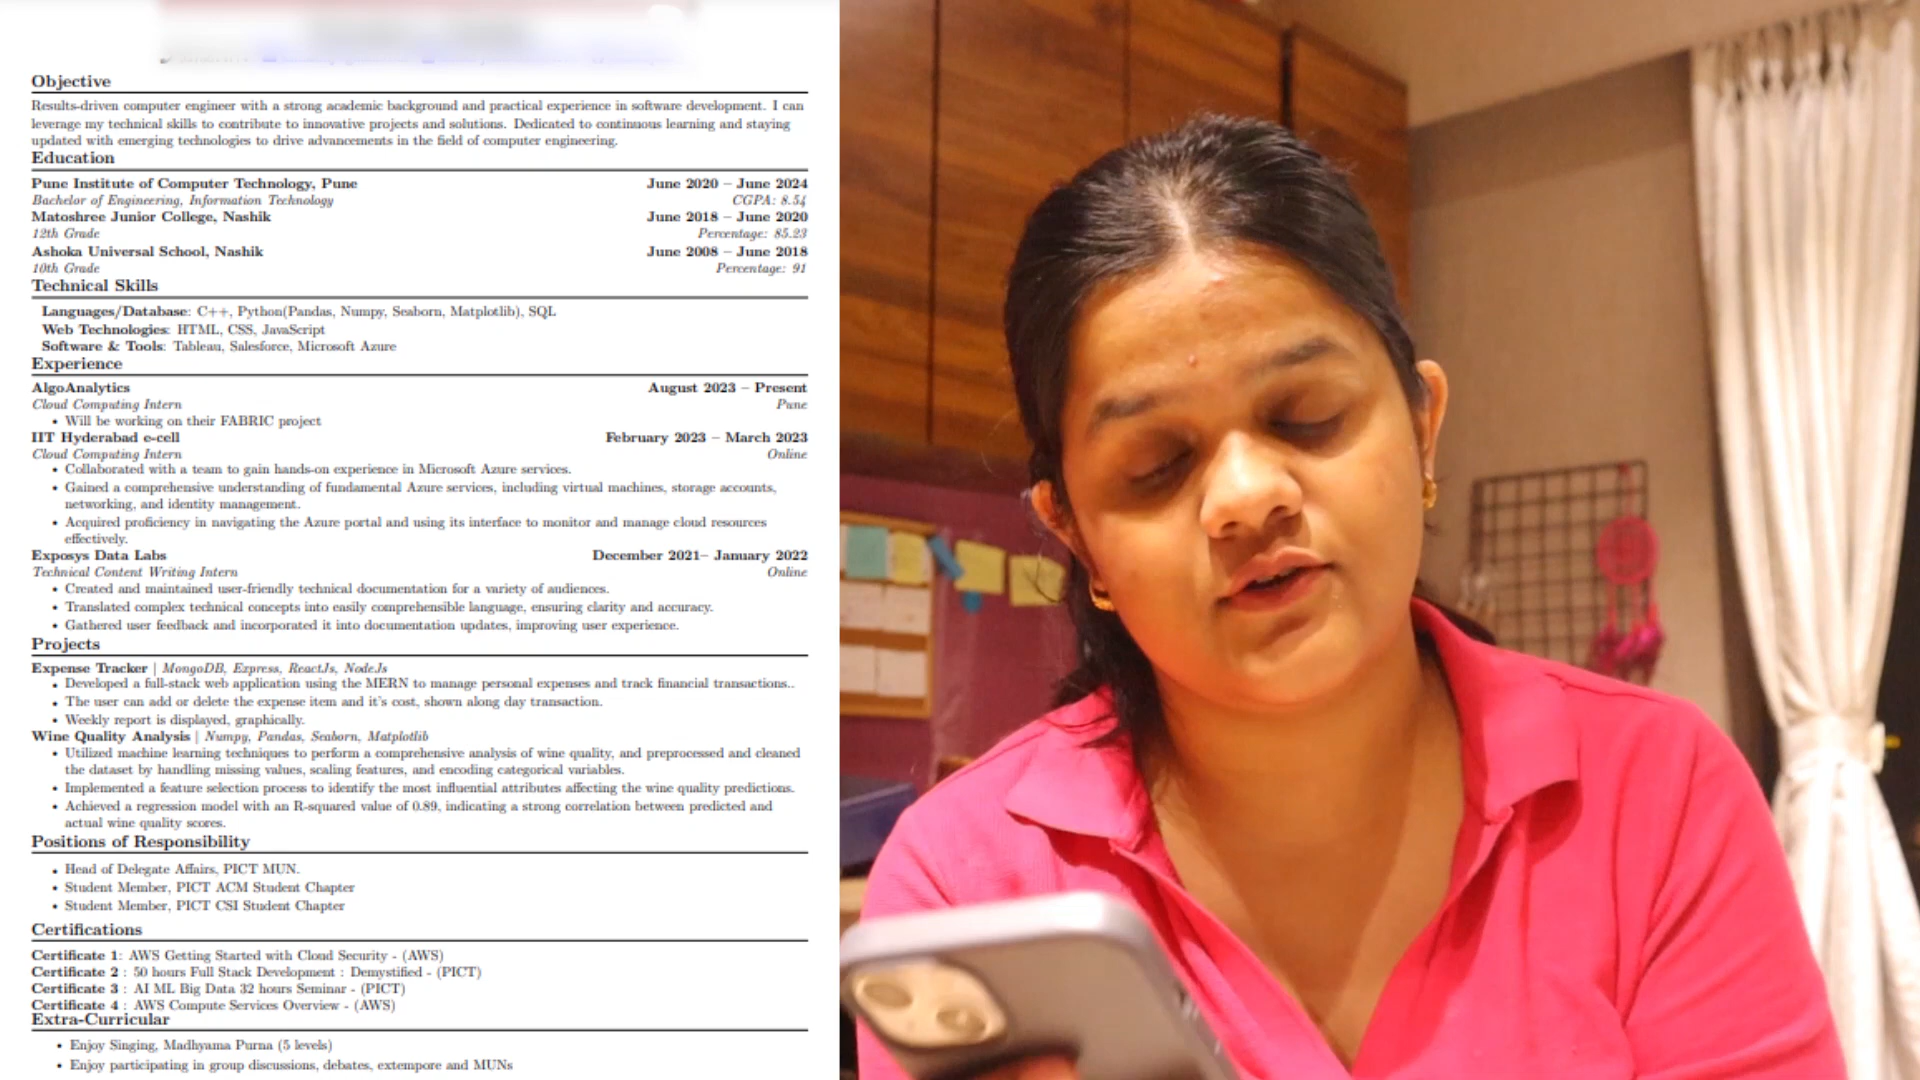 Objective
Results-driven computer engineer with a strong academic background and practical experience in software development. I can
leverage my technical skills to contribute to innovative projects and solutions. Dedicated to continuous learning and staying
updated with emerging technologies to drive advancements in the field of computer engineering.
Education
Pune Institute of Computer Technology, Pune June 2020 – June 2024
Bachelor of Engineering, Information Technology CGPA: 8.54
Matoshree Junior College, Nashik June 2018 – June 2020
12th Grade Percentage: 85.23
Ashoka Universal School, Nashik June 2008 – June 2018
10th Grade Percentage: 91
Technical Skills
Languages/Database: C++, Python(Pandas, Numpy, Seaborn, Matplotlib), SQL
Web Technologies: HTML, CSS, JavaScript
Software & Tools: Tableau, Salesforce, Microsoft Azure
Experience
AlgoAnalytics August 2023 – Present
Cloud Computing Intern Pune
• Will be working on their FABRIC project
IIT Hyderabad e-cell February 2023 – March 2023
Cloud Computing Intern Online
• Collaborated with a team to gain hands-on experience in Microsoft Azure services.
• Gained a comprehensive understanding of fundamental Azure services, including virtual machines, storage accounts,
networking, and identity management.
• Acquired proficiency in navigating the Azure portal and using its interface to monitor and manage cloud resources
effectively.
Exposys Data Labs December 2021– January 2022
Technical Content Writing Intern Online
• Created and maintained user-friendly technical documentation for a variety of audiences.
• Translated complex technical concepts into easily comprehensible language, ensuring clarity and accuracy.
• Gathered user feedback and incorporated it into documentation updates, improving user experience.
Projects
Expense Tracker | MongoDB, Express, ReactJs, NodeJs
• Developed a full-stack web application using the MERN to manage personal expenses and track financial transactions..
• The user can add or delete the expense item and it's cost, shown along day transaction.
• Weekly report is displayed, graphically.
Wine Quality Analysis | Numpy, Pandas, Seaborn, Matplotlib
• Utilized machine learning techniques to perform a comprehensive analysis of wine quality, and preprocessed and cleaned
the dataset by handling missing values, scaling features, and encoding categorical variables.
• Implemented a feature selection process to identify the most influential attributes affecting the wine quality predictions.
• Achieved a regression model with an R-squared value of 0.89, indicating a strong correlation between predicted and
actual wine quality scores.
Positions of Responsibility
• Head of Delegate Affairs, PICT MUN.
• Student Member, PICT ACM Student Chapter
• Student Member, PICT CSI Student Chapter
Certifications
Certificate 1: AWS Getting Started with Cloud Security - (AWS)
Certificate 2 : 50 hours Full Stack Development : Demystified - (PICT)
Certificate 3 : AI ML Big Data 32 hours Seminar - (PICT)
Certificate 4 : AWS Compute Services Overview - (AWS)
Extra-Curricular
• Enjoy Singing, Madhyama Purna (5 levels)
• Enjoy participating in group discussions, debates, extempore and MUNs